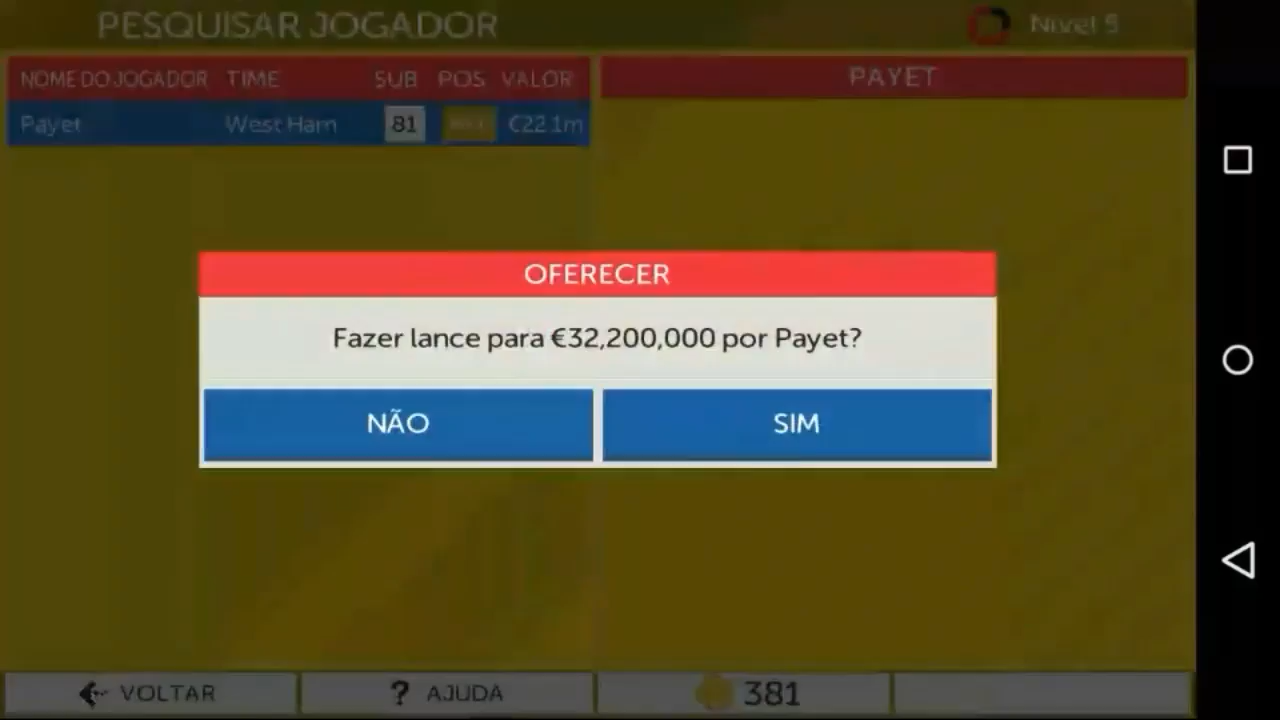 PESQUISAR JOGADOR
Nível 5
NOME DO JOGADOR TIME SUB POS VALOR
PAYET
Payet West Ham 81 €22.1m
OFERECER
Fazer lance para €32,200,000 por Payet?
NÃO SIM
VOLTAR ? AJUDA 381